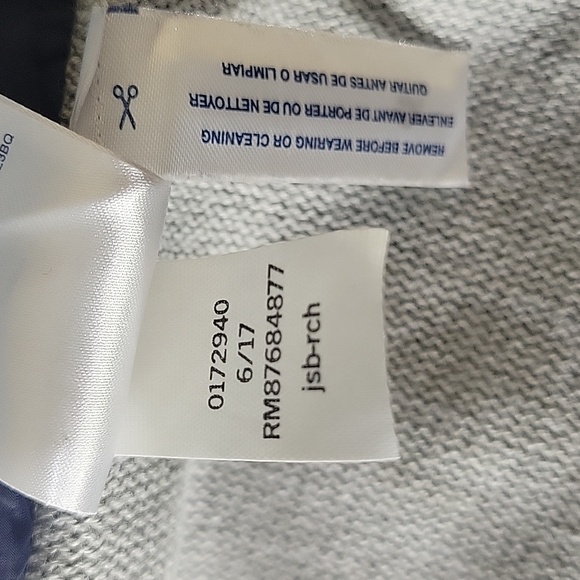 REMOVE BEFORE WEARING OR CLEANING
ENLEVER AVANT DE PORTER OU DE NETTOYER
QUITAR ANTES DE USAR O LIMPIAR
0172940
6/17
RM87684877
jsb-rch